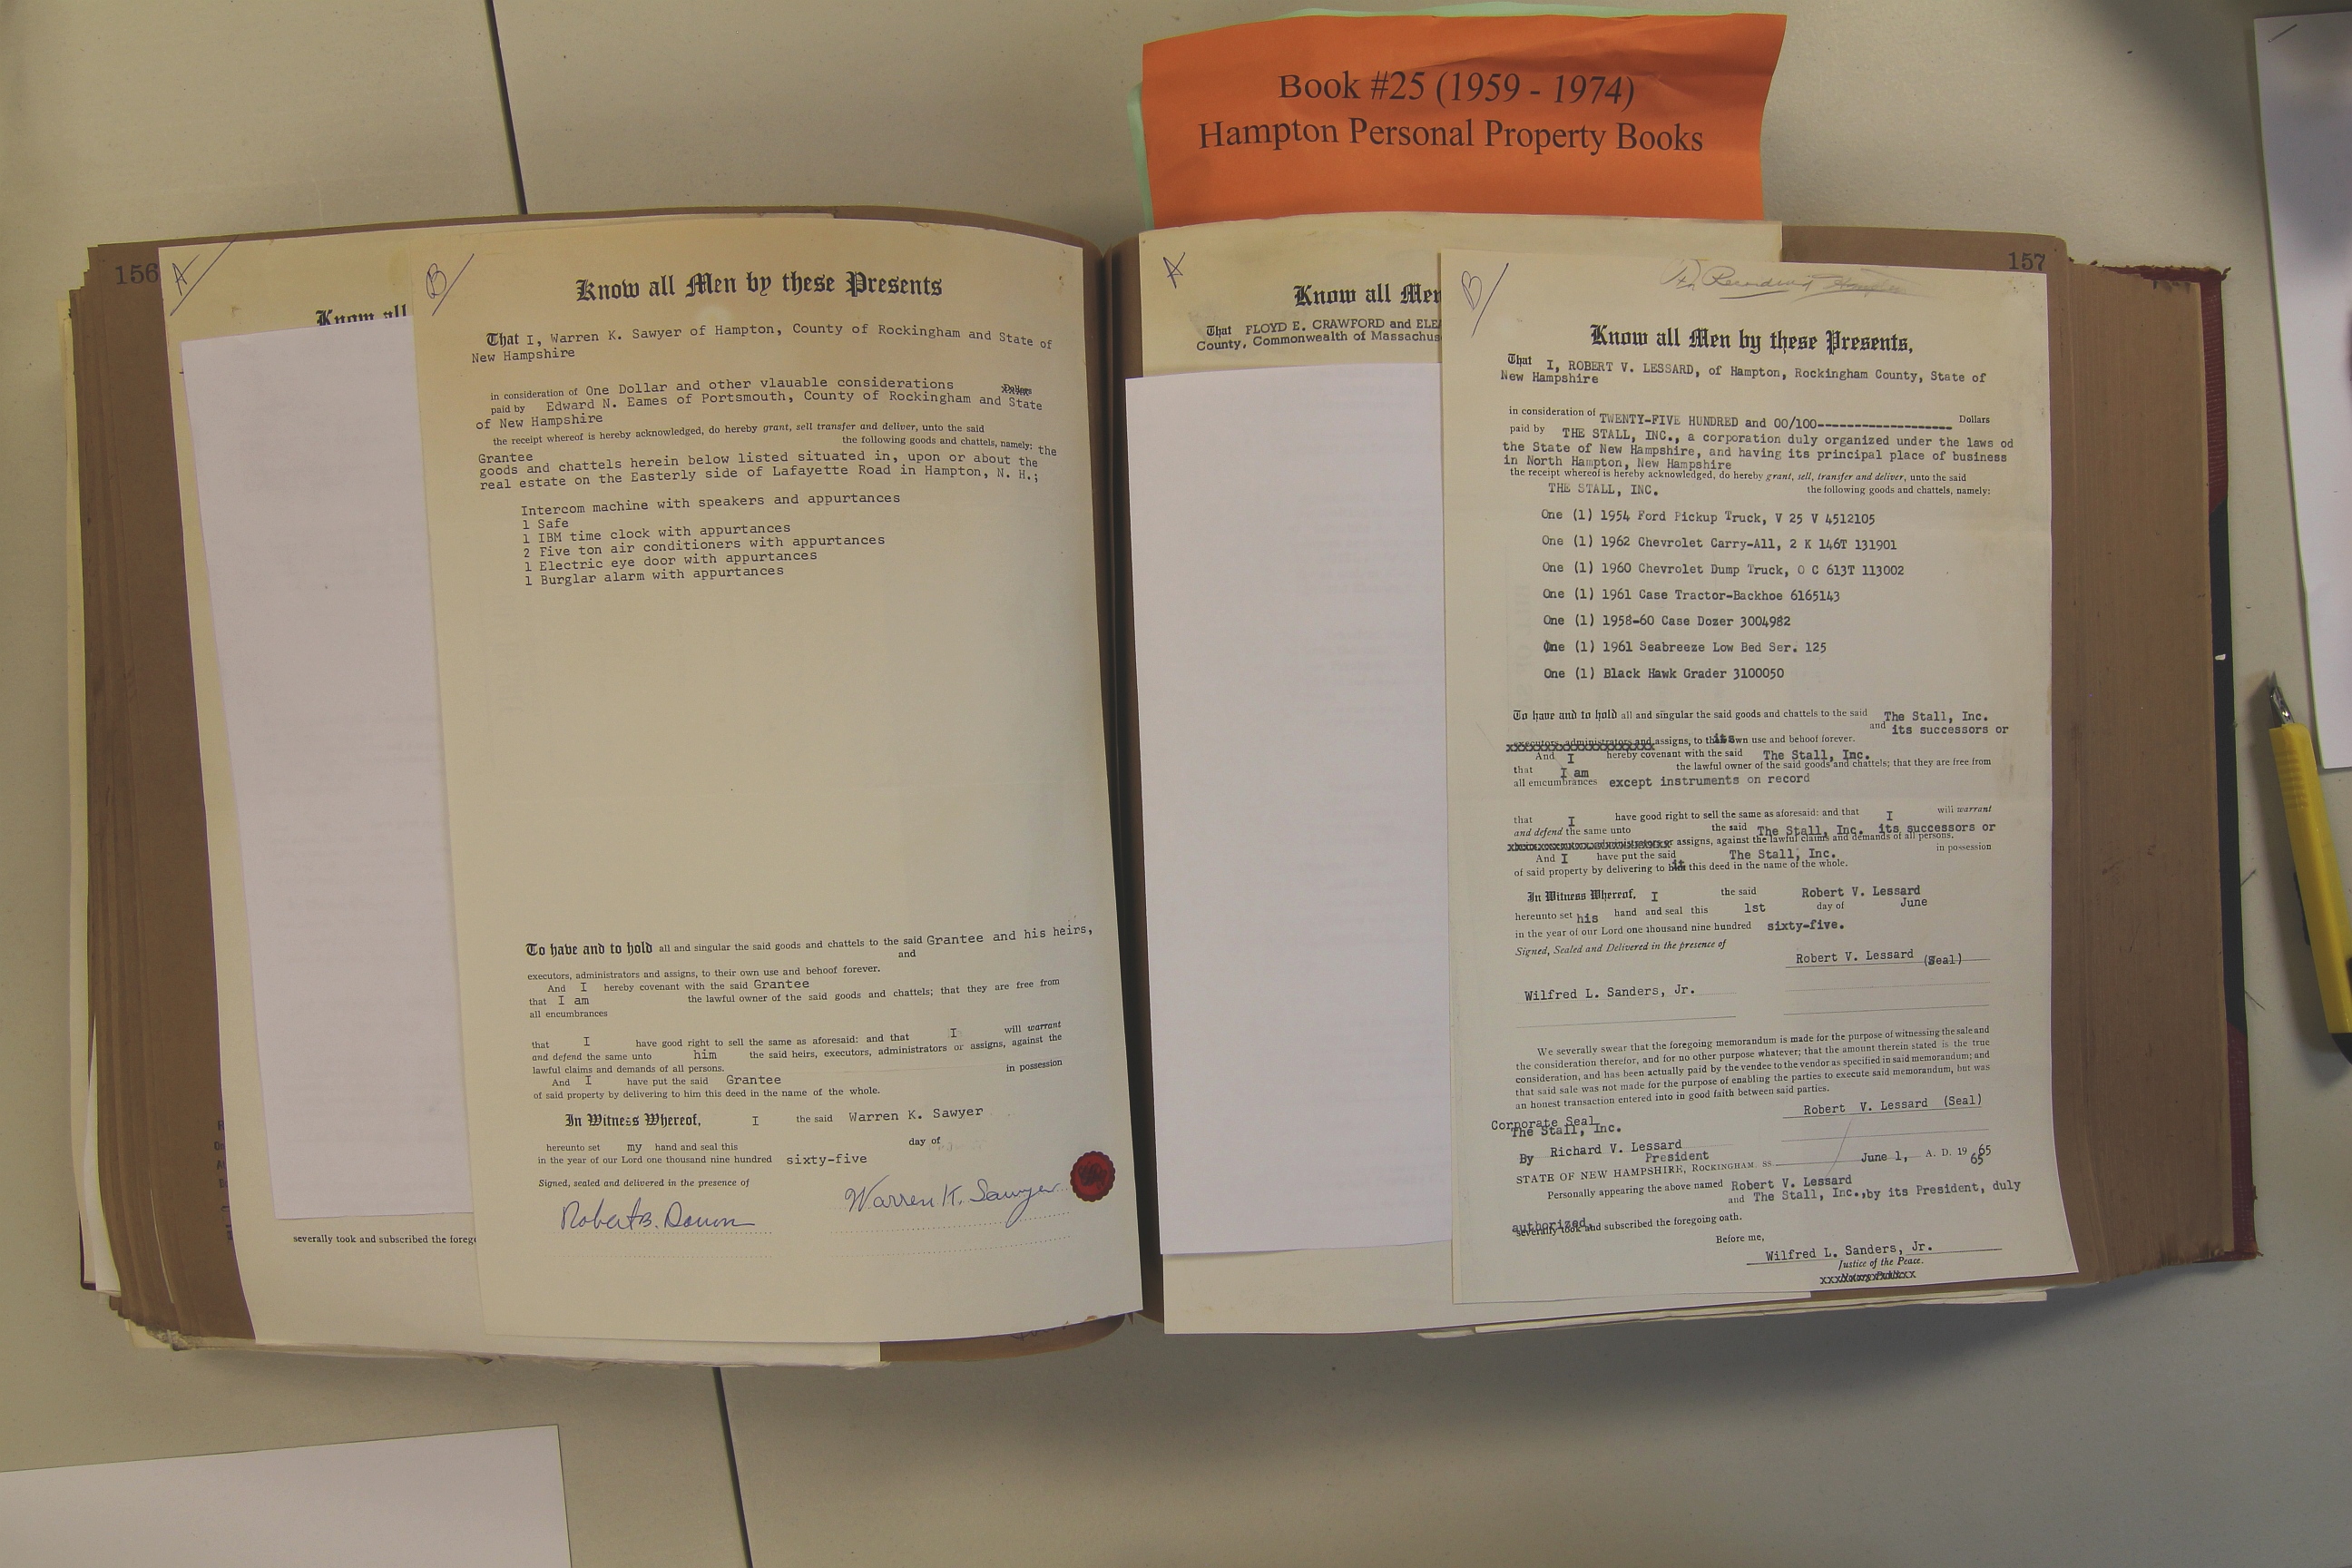 Book #25 (1959 - 1974)
Hampton Personal Property Books
156
A/
Know all
severally took and subscribed the forego
B/
Know all Men by these Presents
That I, Warren K. Sawyer of Hampton, County of Rockingham and State of
New Hampshire
in consideration of One Dollar and other vlauable considerations Dollars
paid by Edward N. Eames of Portsmouth, County of Rockingham and State
of New Hampshire
the receipt whereof is hereby acknowledged, do hereby grant, sell transfer and deliver, unto the said
Grantee the following goods and chattels, namely: the
goods and chattels herein below listed situated in, upon or about the
real estate on the Easterly side of Lafayette Road in Hampton, N. H.;
Intercom machine with speakers and appurtances
1 Safe
1 IBM time clock with appurtances
2 Five ton air conditioners with appurtances
1 Electric eye door with appurtances
1 Burglar alarm with appurtances
To have and to hold all and singular the said goods and chattels to the said Grantee and his heirs,
and
executors, administrators and assigns, to their own use and behoof forever.
And I hereby covenant with the said Grantee
that I am the lawful owner of the said goods and chattels; that they are free from
all encumbrances
that I have good right to sell the same as aforesaid: and that I will warrant
and defend the same unto him the said heirs, executors, administrators or assigns, against the
lawful claims and demands of all persons.
And I have put the said Grantee in possession
of said property by delivering to him this deed in the name of the whole.
In Witness Whereof, I the said Warren K. Sawyer
hereunto set my hand and seal this day of
in the year of our Lord one thousand nine hundred sixty-five
Signed, sealed and delivered in the presence of
Warren K. Sawyer
Robert B.
A
Know all Men
That FLOYD E. CRAWFORD and ELEA
County, Commonwealth of Massachus
157
B/
Recording
Know all Men by these Presents,
That I, ROBERT V. LESSARD, of Hampton, Rockingham County, State of
New Hampshire
in consideration of TWENTY-FIVE HUNDRED and 00/100------------------- Dollars
paid by THE STALL, INC., a corporation duly organized under the laws od
the State of New Hampshire, and having its principal place of business
in North Hampton, New Hampshire
the receipt whereof is hereby acknowledged, do hereby grant, sell, transfer and deliver, unto the said
THE STALL, INC. the following goods and chattels, namely:
One (1) 1954 Ford Pickup Truck, V 25 V 4512105
One (1) 1962 Chevrolet Carry-All, 2 K 146T 131901
One (1) 1960 Chevrolet Dump Truck, O C 613T 113002
One (1) 1961 Case Tractor-Backhoe 6165143
One (1) 1958-60 Case Dozer 3004982
One (1) 1961 Seabreeze Low Bed Ser. 125
One (1) Black Hawk Grader 3100050
To have and to hold all and singular the said goods and chattels to the said The Stall, Inc.
and its successors or
executors, administrators and assigns, to its own use and behoof forever.
And I hereby covenant with the said The Stall, Inc.
that I am the lawful owner of the said goods and chattels; that they are free from
all emcumbrances except instruments on record
that I have good right to sell the same as aforesaid: and that I will warrant
and defend the same unto the said The Stall, Inc. its successors or
or assigns, against the lawful claims and demands of all persons.
And I have put the said The Stall, Inc. in possession
of said property by delivering to it this deed in the name of the whole.
In Witness Whereof, I the said Robert V. Lessard
hereunto set his hand and seal this 1st day of June
in the year of our Lord one thousand nine hundred sixty-five.
Signed, Sealed and Delivered in the presence of
Robert V. Lessard (Seal)
Wilfred L. Sanders, Jr.
We severally swear that the foregoing memorandum is made for the purpose of witnessing the sale and
the consideration therefor, and for no other purpose whatever; that the amount therein stated is the true
consideration, and has been actually paid by the vendee to the vendor as specified in said memorandum; and
that said sale was not made for the purpose of enabling the parties to execute said memorandum, but was
an honest transaction entered into in good faith between said parties.
Robert V. Lessard (Seal)
Corporate Seal
The Stall, Inc.
By Richard V. Lessard
President
STATE OF NEW HAMPSHIRE, ROCKINGHAM SS. June 1, A. D. 1965
Personally appearing the above named Robert V. Lessard
and The Stall, Inc.,by its President, duly
authorized,
severally took and subscribed the foregoing oath.
Before me,
Wilfred L. Sanders, Jr.
Justice of the Peace.
Notary Public